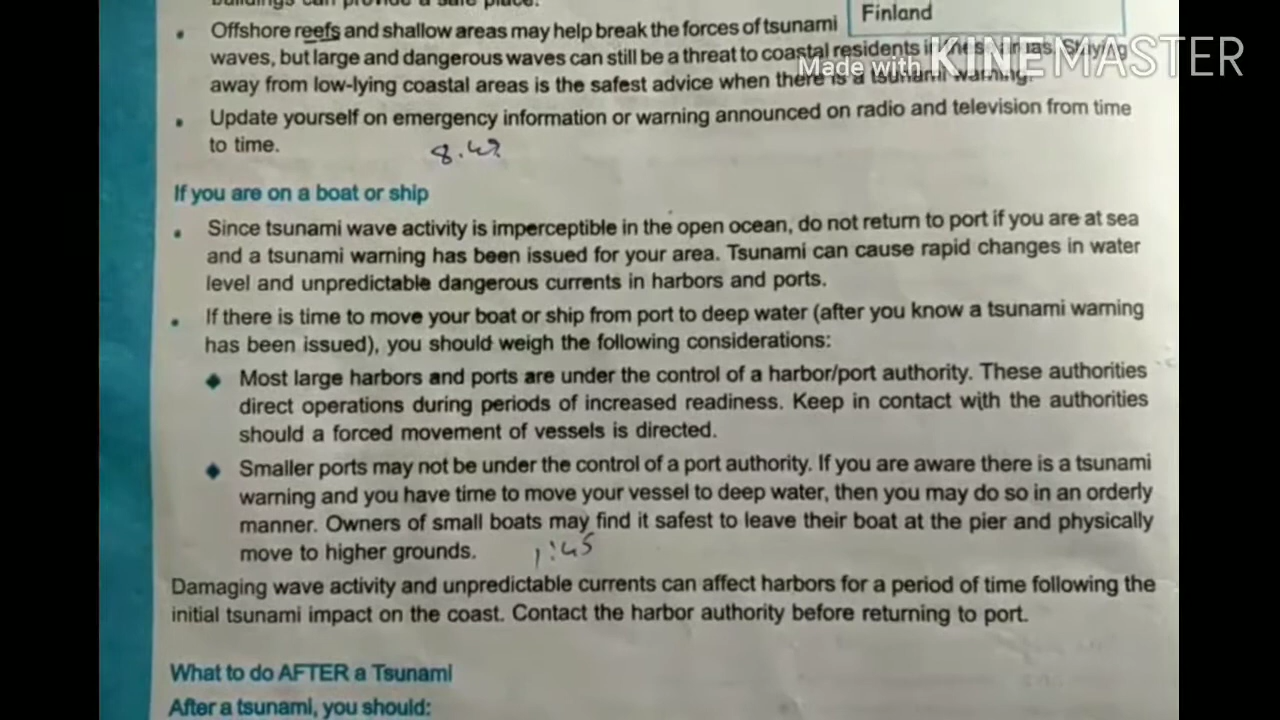 buildings can provide a safe place.
Finland
Offshore reefs and shallow areas may help break the forces of tsunami
waves, but large and dangerous waves can still be a threat to coastal residents in these areas. Staying
away from low-lying coastal areas is the safest advice when there is a tsunami warning.
Made with KINEMASTER
Update yourself on emergency information or warning announced on radio and television from time
to time.
If you are on a boat or ship
Since tsunami wave activity is imperceptible in the open ocean, do not return to port if you are at sea
and a tsunami warning has been issued for your area. Tsunami can cause rapid changes in water
level and unpredictable dangerous currents in harbors and ports.
If there is time to move your boat or ship from port to deep water (after you know a tsunami warning
has been issued), you should weigh the following considerations:
Most large harbors and ports are under the control of a harbor/port authority. These authorities
direct operations during periods of increased readiness. Keep in contact with the authorities
should a forced movement of vessels is directed.
Smaller ports may not be under the control of a port authority. If you are aware there is a tsunami
warning and you have time to move your vessel to deep water, then you may do so in an orderly
manner. Owners of small boats may find it safest to leave their boat at the pier and physically
move to higher grounds.
1:45
Damaging wave activity and unpredictable currents can affect harbors for a period of time following the
initial tsunami impact on the coast. Contact the harbor authority before returning to port.
What to do AFTER a Tsunami
After a tsunami, you should: